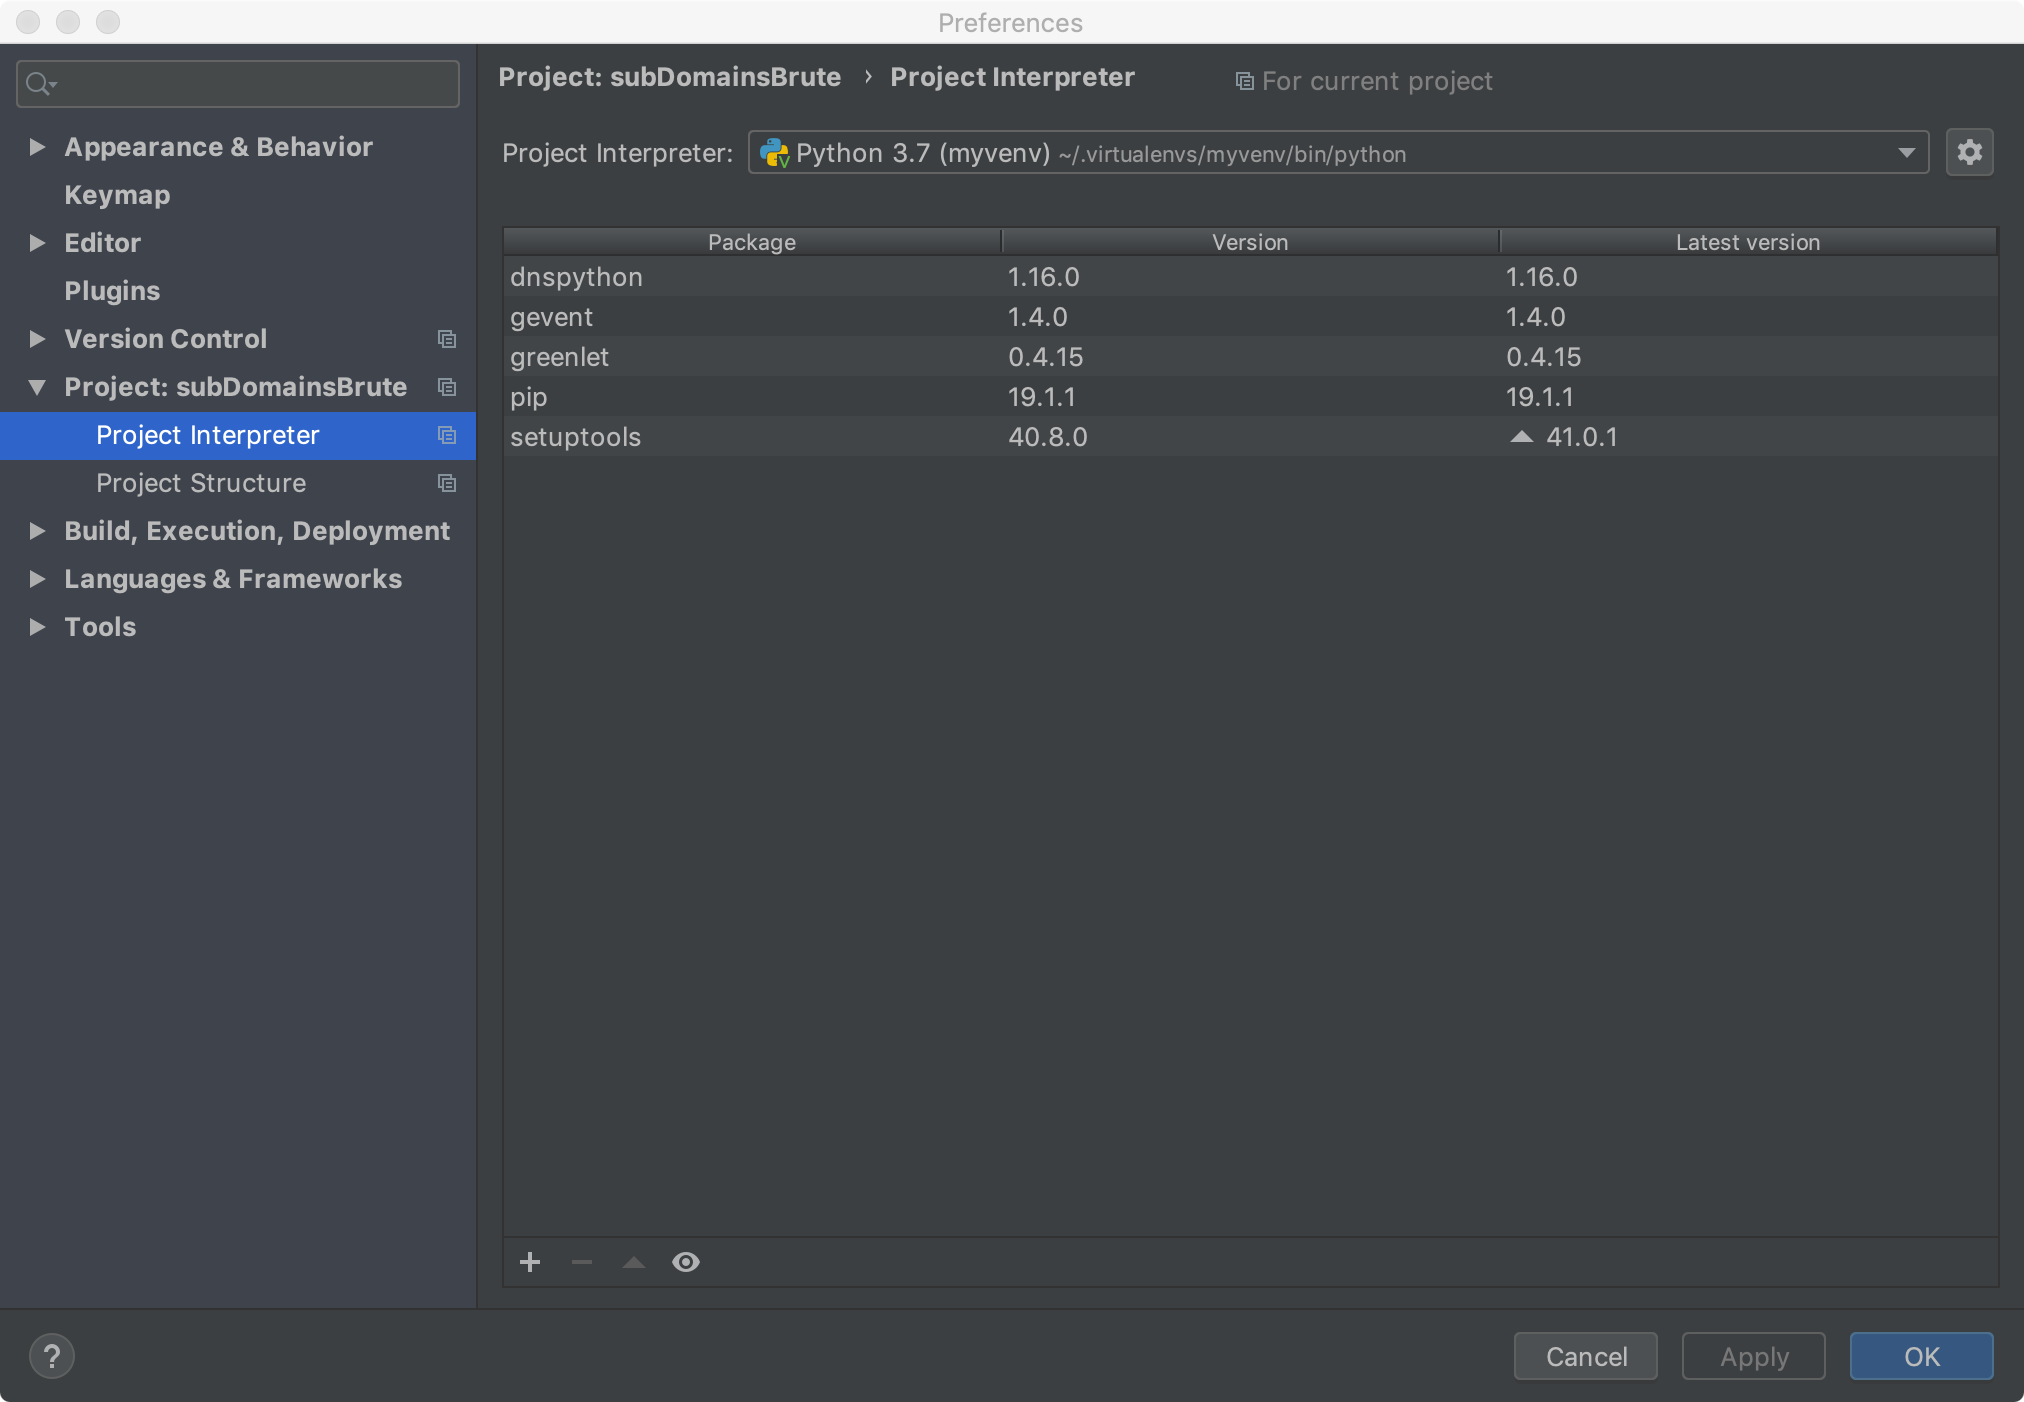 Preferences
Appearance & Behavior
Keymap
Editor
Plugins
Version Control
Project: subDomainsBrute
Project Interpreter
Project Structure
Build, Execution, Deployment
Languages & Frameworks
Tools
Project: subDomainsBrute › Project Interpreter For current project
Project Interpreter: Python 3.7 (myvenv) ~/.virtualenvs/myvenv/bin/python
Package Version Latest version
dnspython 1.16.0 1.16.0
gevent 1.4.0 1.4.0
greenlet 0.4.15 0.4.15
pip 19.1.1 19.1.1
setuptools 40.8.0 41.0.1
? Cancel Apply OK